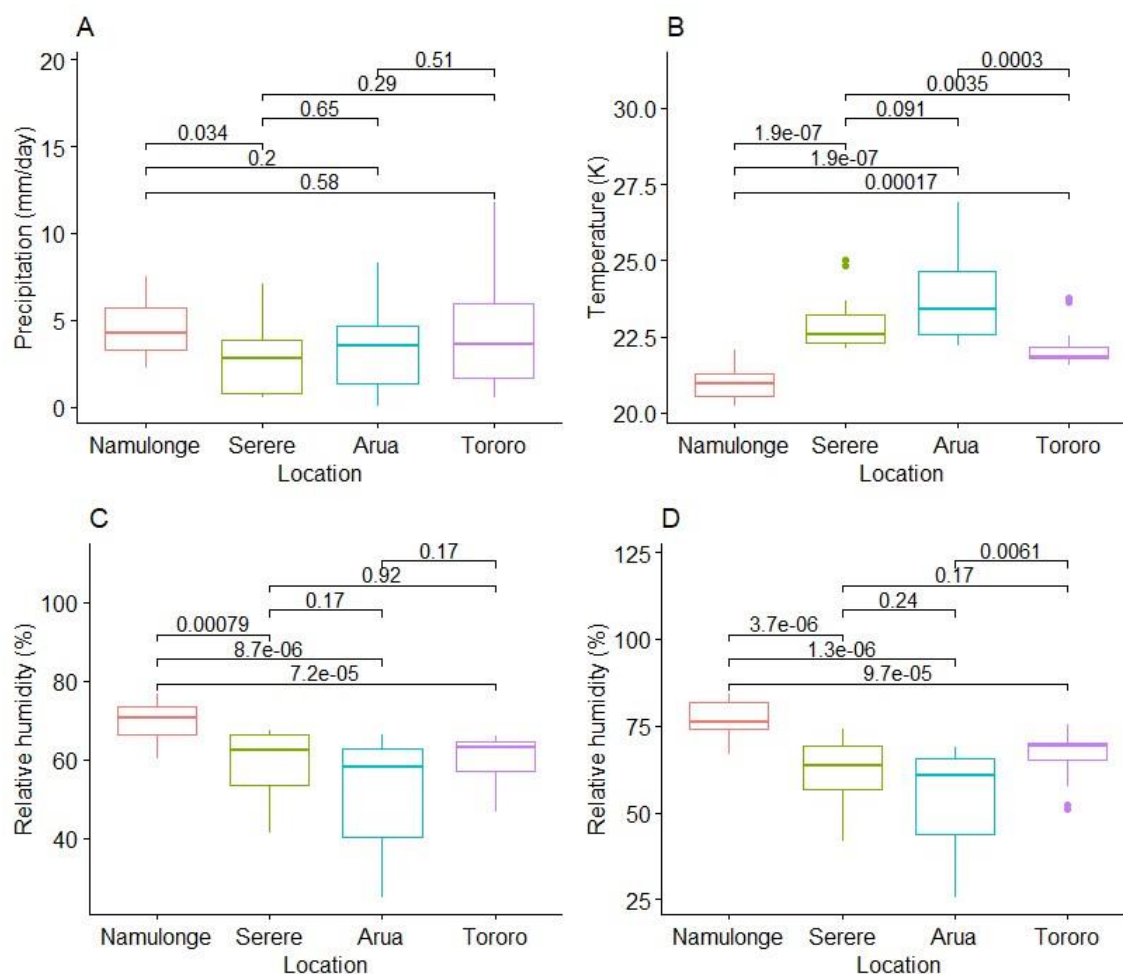 A
Precipitation (mm/day)
20
15
10
5
0
0.51
0.29
0.65
0.034
0.2
0.58
Namulonge Serere Arua Tororo
Location
B
Temperature (K)
30.0
27.5
25.0
22.5
20.0
0.0003
0.0035
0.091
1.9e-07
1.9e-07
0.00017
Namulonge Serere Arua Tororo
Location
C
Relative humidity (%)
100
80
60
40
0.17
0.92
0.17
0.00079
8.7e-06
7.2e-05
Namulonge Serere Arua Tororo
Location
D
Relative humidity (%)
125
100
75
50
25
0.0061
0.17
0.24
3.7e-06
1.3e-06
9.7e-05
Namulonge Serere Arua Tororo
Location